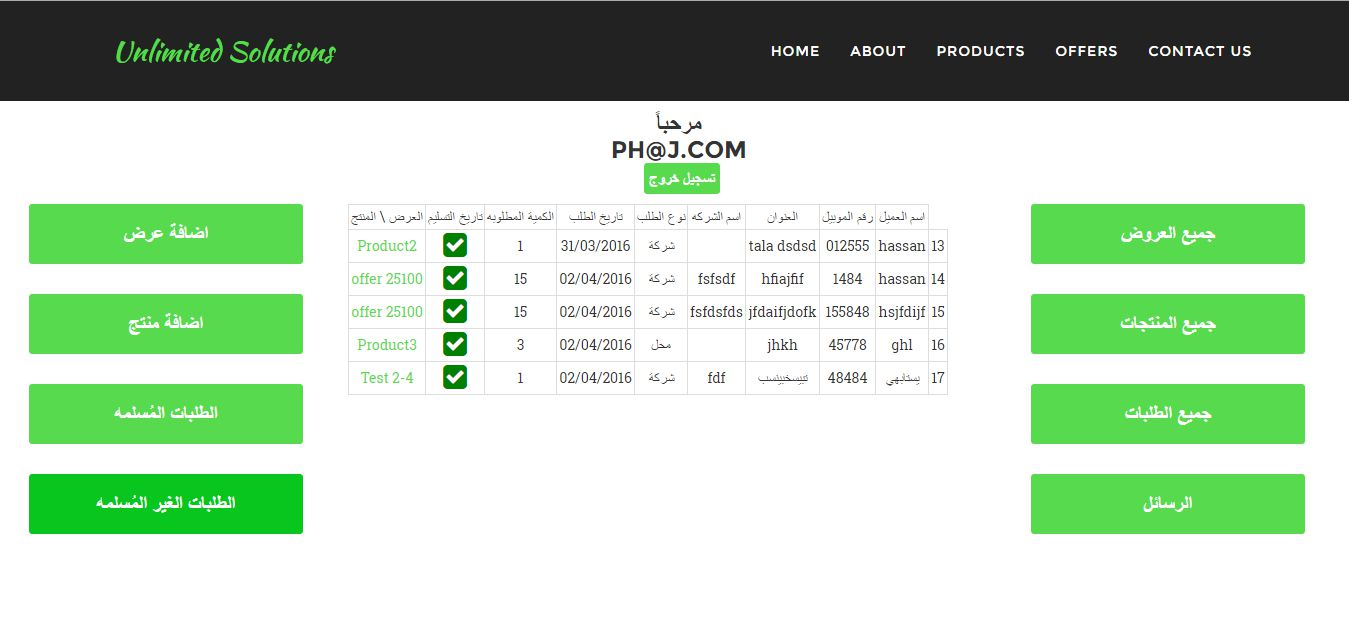 Unlimited Solutions
HOME ABOUT PRODUCTS OFFERS CONTACT US
مرحباً
PH@J.COM
تسجيل خروج
جميع العروض
جميع المنتجات
جميع الطلبات
الرسائل
اسم العميل رقم الموبيل العنوان اسم الشركه نوع الطلب تاريخ الطلب الكمية المطلوبه تاريخ التسليم العرض \ المنتج
13 hassan 012555 tala dsdsd شركة 31/03/2016 1 Product2
14 hassan 1484 hfiajfif fsfsdf شركة 02/04/2016 15 offer 25100
15 hsjfdijf 155848 jfdaifjdofk fsfdsfds شركة 02/04/2016 15 offer 25100
16 ghl 45778 jhkh محل 02/04/2016 3 Product3
17 48484 fdf شركة 02/04/2016 1 Test 2-4
اضافة عرض
اضافة منتج
الطلبات المُسلمه
الطلبات الغير المُسلمه